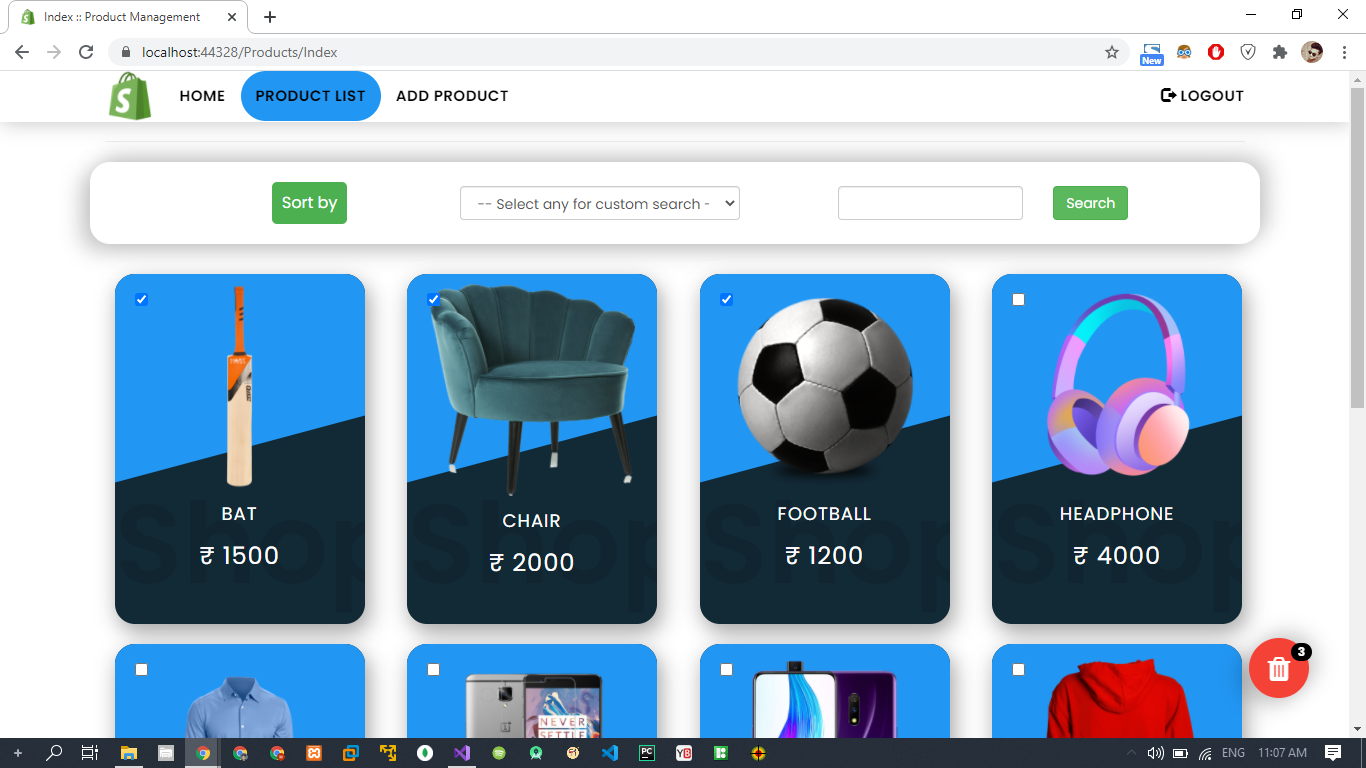 Index :: Product Management
localhost:44328/Products/Index
New
S
HOME
PRODUCT LIST
ADD PRODUCT
LOGOUT
Sort by
-- Select any for custom search -
Search
BAT
₹ 1500
Shop
CHAIR
₹ 2000
Shop
FOOTBALL
₹ 1200
Shop
HEADPHONE
₹ 4000
Shop
3
NEVER
SETTLE
PC
YB
ENG
11:07 AM